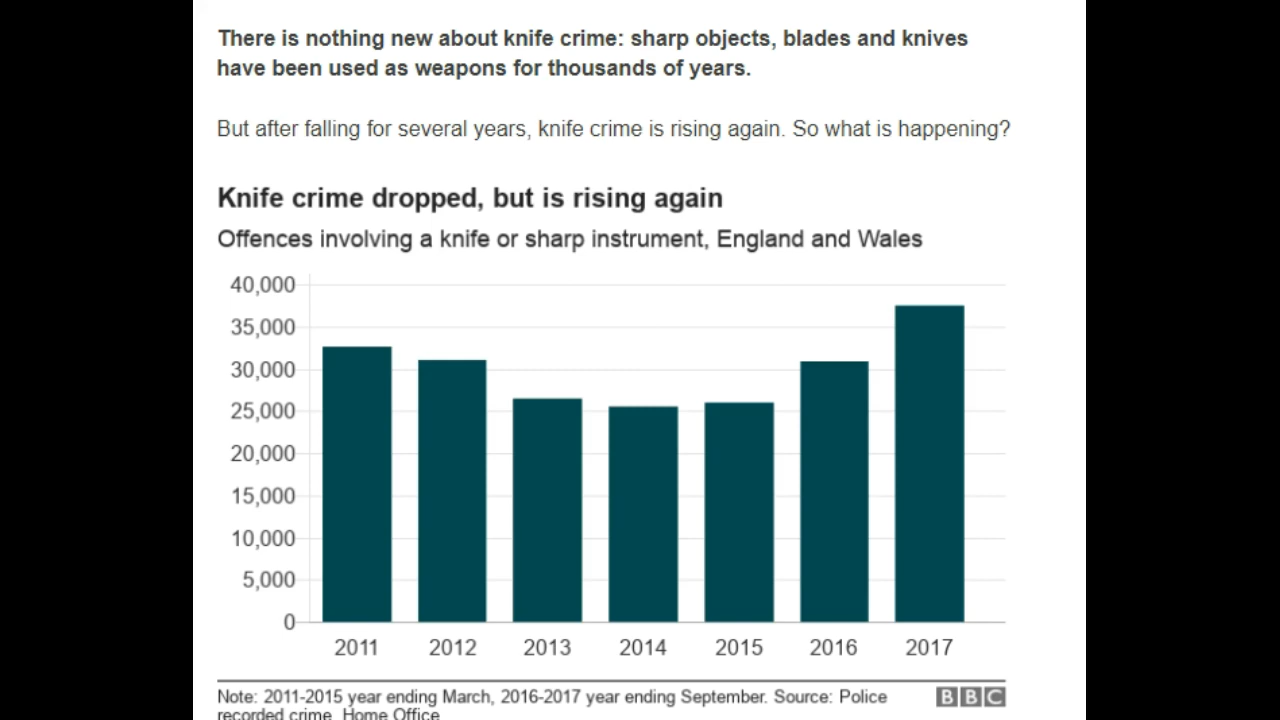 There is nothing new about knife crime: sharp objects, blades and knives
have been used as weapons for thousands of years.
But after falling for several years, knife crime is rising again. So what is happening?
Knife crime dropped, but is rising again
Offences involving a knife or sharp instrument, England and Wales
40,000
35,000
30,000
25,000
20,000
15,000
10,000
5,000
0
2011 2012 2013 2014 2015 2016 2017
Note: 2011-2015 year ending March, 2016-2017 year ending September. Source: Police
recorded crime, Home Office
BBC